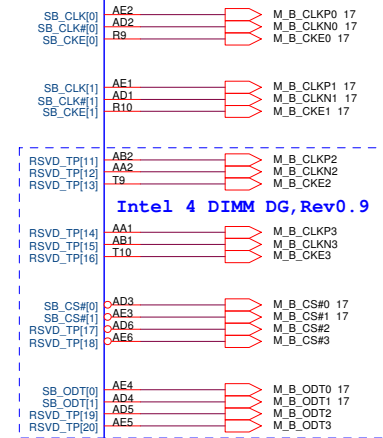 SB_CLK[0] AE2 M_B_CLKP0 17
SB_CLK#[0] AD2 M_B_CLKN0 17
SB_CKE[0] R9 M_B_CKE0 17
SB_CLK[1] AE1 M_B_CLKP1 17
SB_CLK#[1] AD1 M_B_CLKN1 17
SB_CKE[1] R10 M_B_CKE1 17
RSVD_TP[11] AB2 M_B_CLKP2
RSVD_TP[12] AA2 M_B_CLKN2
RSVD_TP[13] T9 M_B_CKE2
Intel 4 DIMM DG,Rev0.9
RSVD_TP[14] AA1 M_B_CLKP3
RSVD_TP[15] AB1 M_B_CLKN3
RSVD_TP[16] T10 M_B_CKE3
SB_CS#[0] AD3 M_B_CS#0 17
SB_CS#[1] AE3 M_B_CS#1 17
RSVD_TP[17] AD6 M_B_CS#2
RSVD_TP[18] AE6 M_B_CS#3
SB_ODT[0] AE4 M_B_ODT0 17
SB_ODT[1] AD4 M_B_ODT1 17
RSVD_TP[19] AD5 M_B_ODT2
RSVD_TP[20] AE5 M_B_ODT3